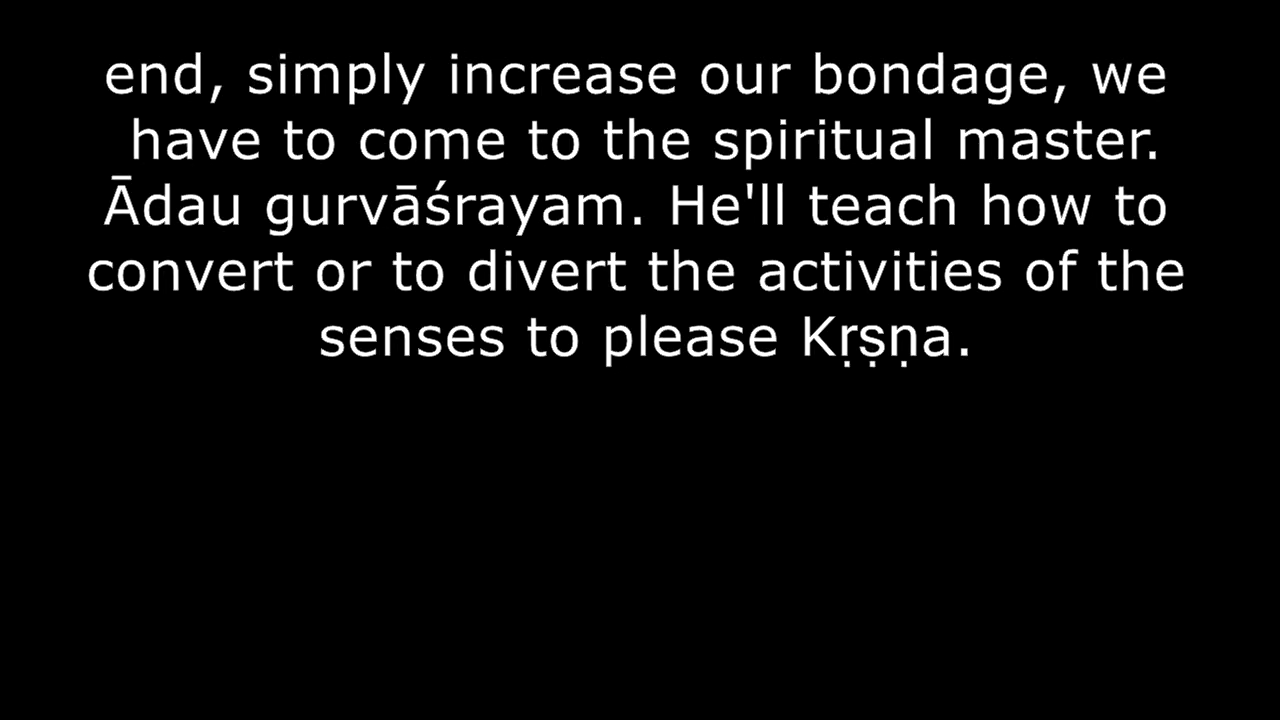 end, simply increase our bondage, we
have to come to the spiritual master.
Ādau gurvāśrayam. He'll teach how to
convert or to divert the activities of the
senses to please Kṛṣṇa.